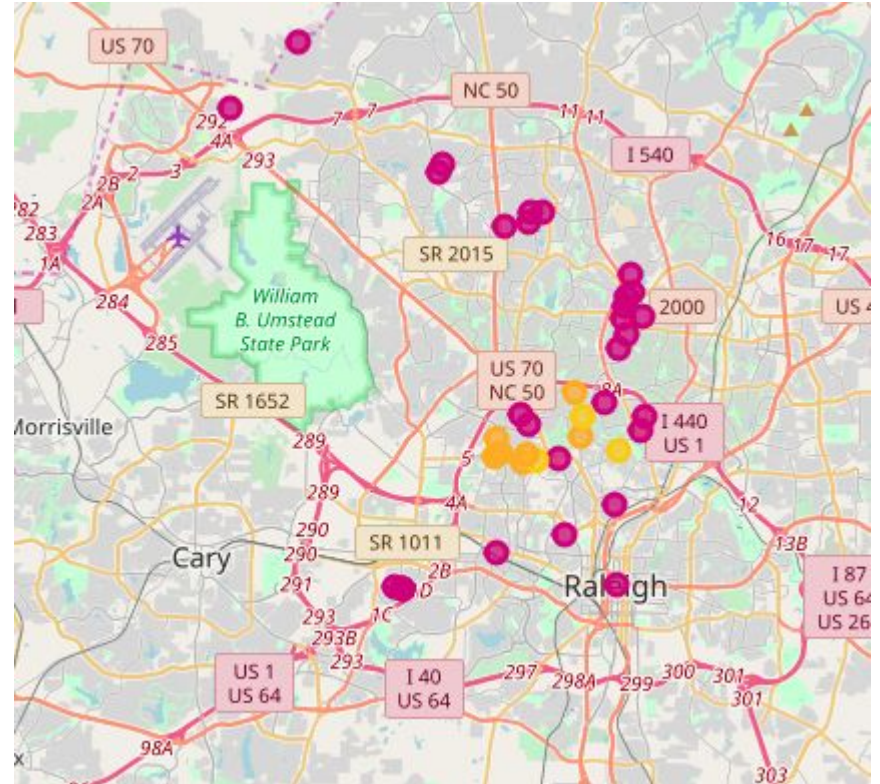 US 70
NC 50
292
4A
7
7
11
11
293
I 540
3
2
2B
2A
282
283
1A
16
17
17
SR 2015
284
William
B. Umstead
State Park
2000
US 4
285
US 70
NC 50
8A
SR 1652
Morrisville
I 440
US 1
289
5
289
4A
12
290
SR 1011
13B
290
Cary
2B
I 87
US 64
US 26
291
D
Raleigh
1C
293
293B
293
US 1
US 64
I 40
US 64
297
298A
299
300
301
301
98A
303